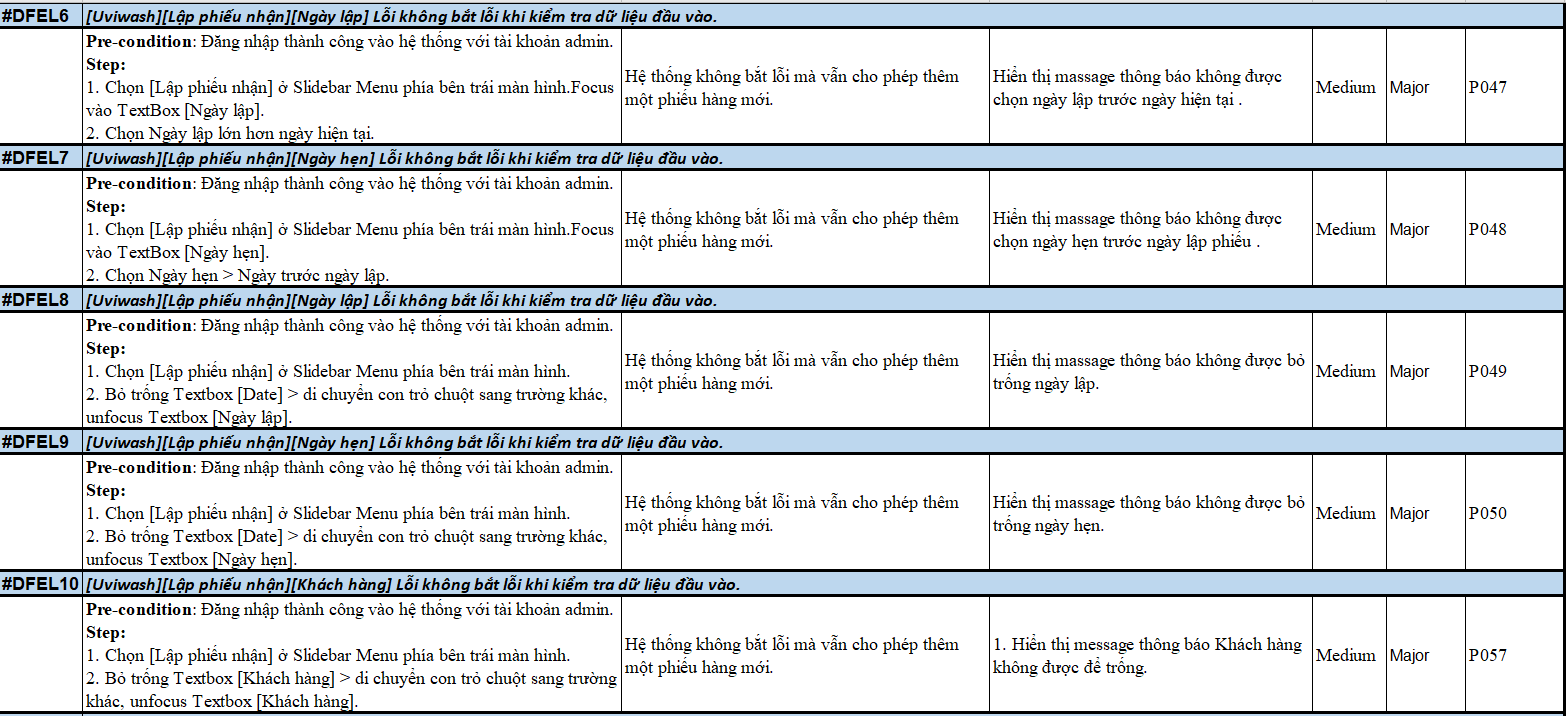 #DFEL6 [Uviwash][Lập phiếu nhận][Ngày lập] Lỗi không bắt lỗi khi kiểm tra dữ liệu đầu vào.
Pre-condition: Đăng nhập thành công vào hệ thống với tài khoản admin.
Step:
1. Chọn [Lập phiếu nhận] ở Slidebar Menu phía bên trái màn hình.Focus
vào TextBox [Ngày lập].
2. Chọn Ngày lập lớn hơn ngày hiện tại.
Hệ thống không bắt lỗi mà vẫn cho phép thêm
một phiếu hàng mới.
Hiển thị massage thông báo không được
chọn ngày lập trước ngày hiện tại .
Medium
Major
P047
#DFEL7 [Uviwash][Lập phiếu nhận][Ngày hẹn] Lỗi không bắt lỗi khi kiểm tra dữ liệu đầu vào.
Pre-condition: Đăng nhập thành công vào hệ thống với tài khoản admin.
Step:
1. Chọn [Lập phiếu nhận] ở Slidebar Menu phía bên trái màn hình.Focus
vào TextBox [Ngày hẹn].
2. Chọn Ngày hẹn > Ngày trước ngày lập.
Hệ thống không bắt lỗi mà vẫn cho phép thêm
một phiếu hàng mới.
Hiển thị massage thông báo không được
chọn ngày hẹn trước ngày lập phiếu .
Medium
Major
P048
#DFEL8 [Uviwash][Lập phiếu nhận][Ngày lập] Lỗi không bắt lỗi khi kiểm tra dữ liệu đầu vào.
Pre-condition: Đăng nhập thành công vào hệ thống với tài khoản admin.
Step:
1. Chọn [Lập phiếu nhận] ở Slidebar Menu phía bên trái màn hình.
2. Bỏ trống Textbox [Date] > di chuyển con trỏ chuột sang trường khác,
unfocus Textbox [Ngày lập].
Hệ thống không bắt lỗi mà vẫn cho phép thêm
một phiếu hàng mới.
Hiển thị massage thông báo không được bỏ
trống ngày lập.
Medium
Major
P049
#DFEL9 [Uviwash][Lập phiếu nhận][Ngày hẹn] Lỗi không bắt lỗi khi kiểm tra dữ liệu đầu vào.
Pre-condition: Đăng nhập thành công vào hệ thống với tài khoản admin.
Step:
1. Chọn [Lập phiếu nhận] ở Slidebar Menu phía bên trái màn hình.
2. Bỏ trống Textbox [Date] > di chuyển con trỏ chuột sang trường khác,
unfocus Textbox [Ngày hẹn].
Hệ thống không bắt lỗi mà vẫn cho phép thêm
một phiếu hàng mới.
Hiển thị massage thông báo không được bỏ
trống ngày hẹn.
Medium
Major
P050
#DFEL10 [Uviwash][Lập phiếu nhận][Khách hàng] Lỗi không bắt lỗi khi kiểm tra dữ liệu đầu vào.
Pre-condition: Đăng nhập thành công vào hệ thống với tài khoản admin.
Step:
1. Chọn [Lập phiếu nhận] ở Slidebar Menu phía bên trái màn hình.
2. Bỏ trống Textbox [Khách hàng] > di chuyển con trỏ chuột sang trường
khác, unfocus Textbox [Khách hàng].
Hệ thống không bắt lỗi mà vẫn cho phép thêm
một phiếu hàng mới.
1. Hiển thị message thông báo Khách hàng
không được để trống.
Medium
Major
P057